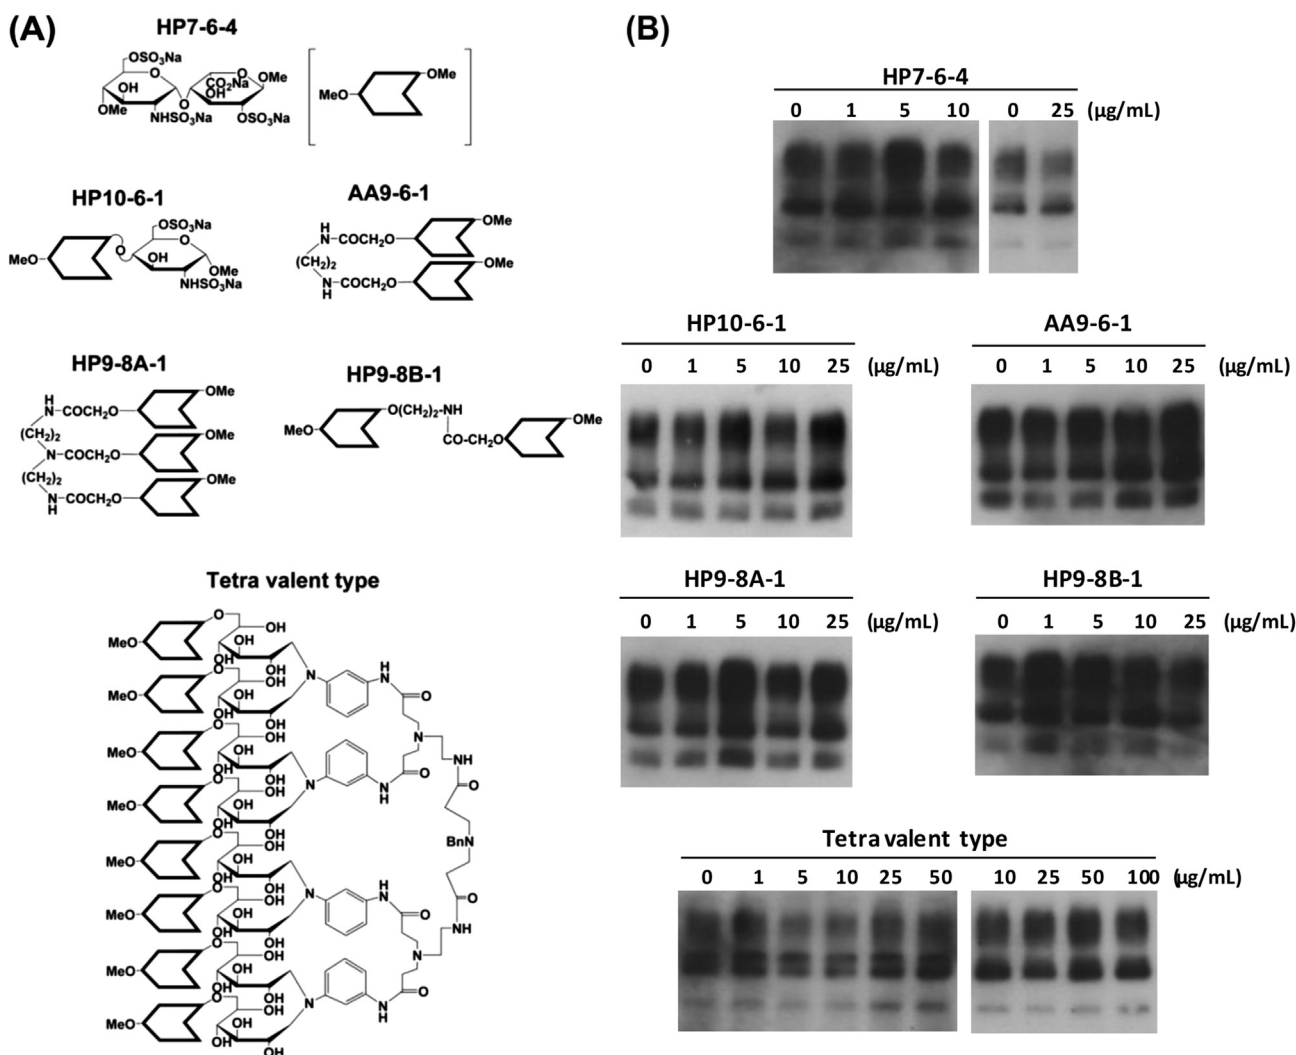 (A)
HP7-6-4
OSO₃Na
O
OH
OMe
NHSO₃Na
O
O
CO₂Na
OH
OMe
OSO₃Na
MeO
OMe
HP10-6-1
MeO
O
OSO₃Na
O
OH
OMe
NHSO₃Na
AA9-6-1
H
N
COCH₂O
OMe
(CH₂)₂
N
H
COCH₂O
OMe
HP9-8A-1
H
N
COCH₂O
OMe
(CH₂)₂
N
COCH₂O
OMe
(CH₂)₂
N
H
COCH₂O
OMe
HP9-8B-1
MeO
O(CH₂)₂NH
CO-CH₂O
OMe
Tetra valent type
MeO
MeO
MeO
MeO
MeO
MeO
MeO
MeO
BnN
(B)
HP7-6-4
0 1 5 10 0 25 (µg/mL)
HP10-6-1
0 1 5 10 25 (µg/mL)
AA9-6-1
0 1 5 10 25 (µg/mL)
HP9-8A-1
0 1 5 10 25 (µg/mL)
HP9-8B-1
0 1 5 10 25 (µg/mL)
Tetravalent type
0 1 5 10 25 50 10 25 50 100 (µg/mL)